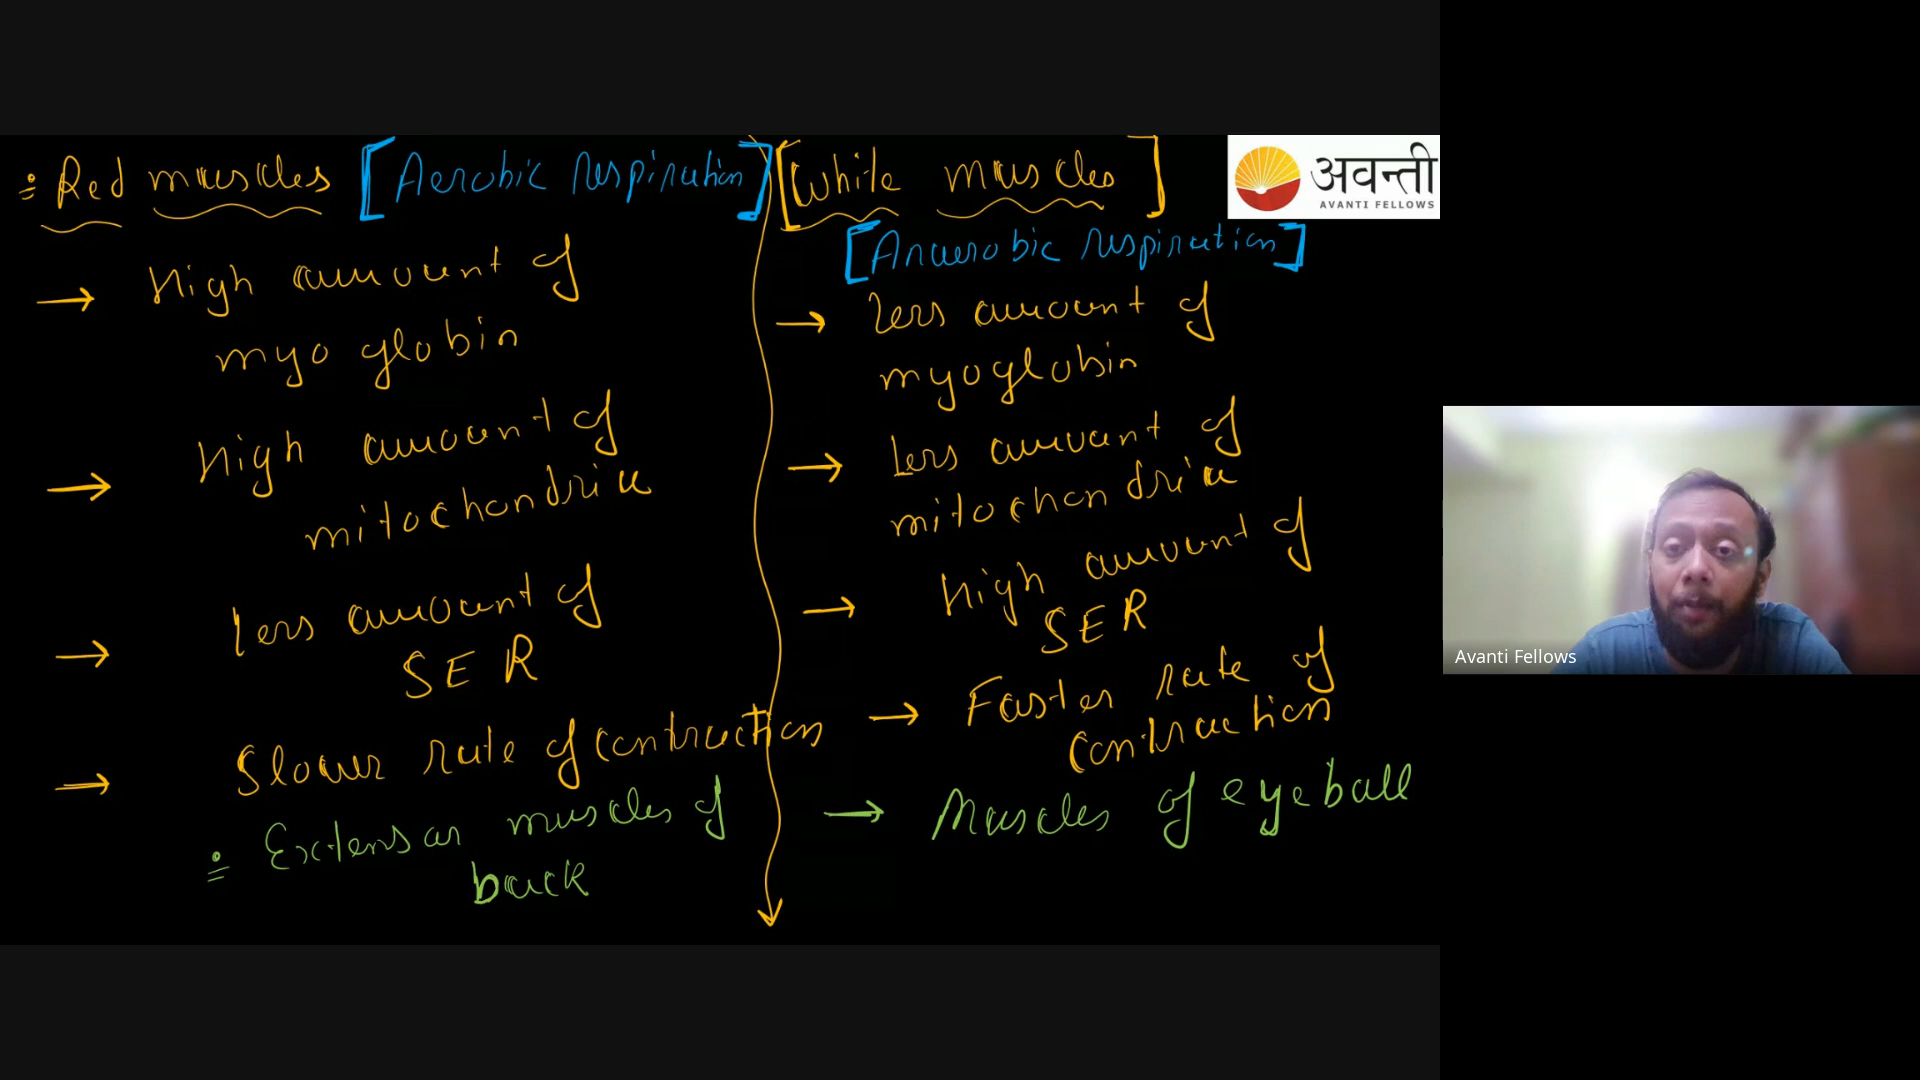 Red muscles [Aerobic respiration]
→ High amount of
myoglobin
→ High amount of
mitochondria
→ less amount of
SER
→ Slower rate of contraction
Extensor muscles of
back
[White muscles]
[Anaerobic respiration]
→ less amount of
myoglobin
→ Less amount of
mitochondria
→ High amount of
SER
→ Faster rate of
contraction
→ Muscles of eyeball
अवन्ती
AVANTI FELLOWS
Avanti Fellows